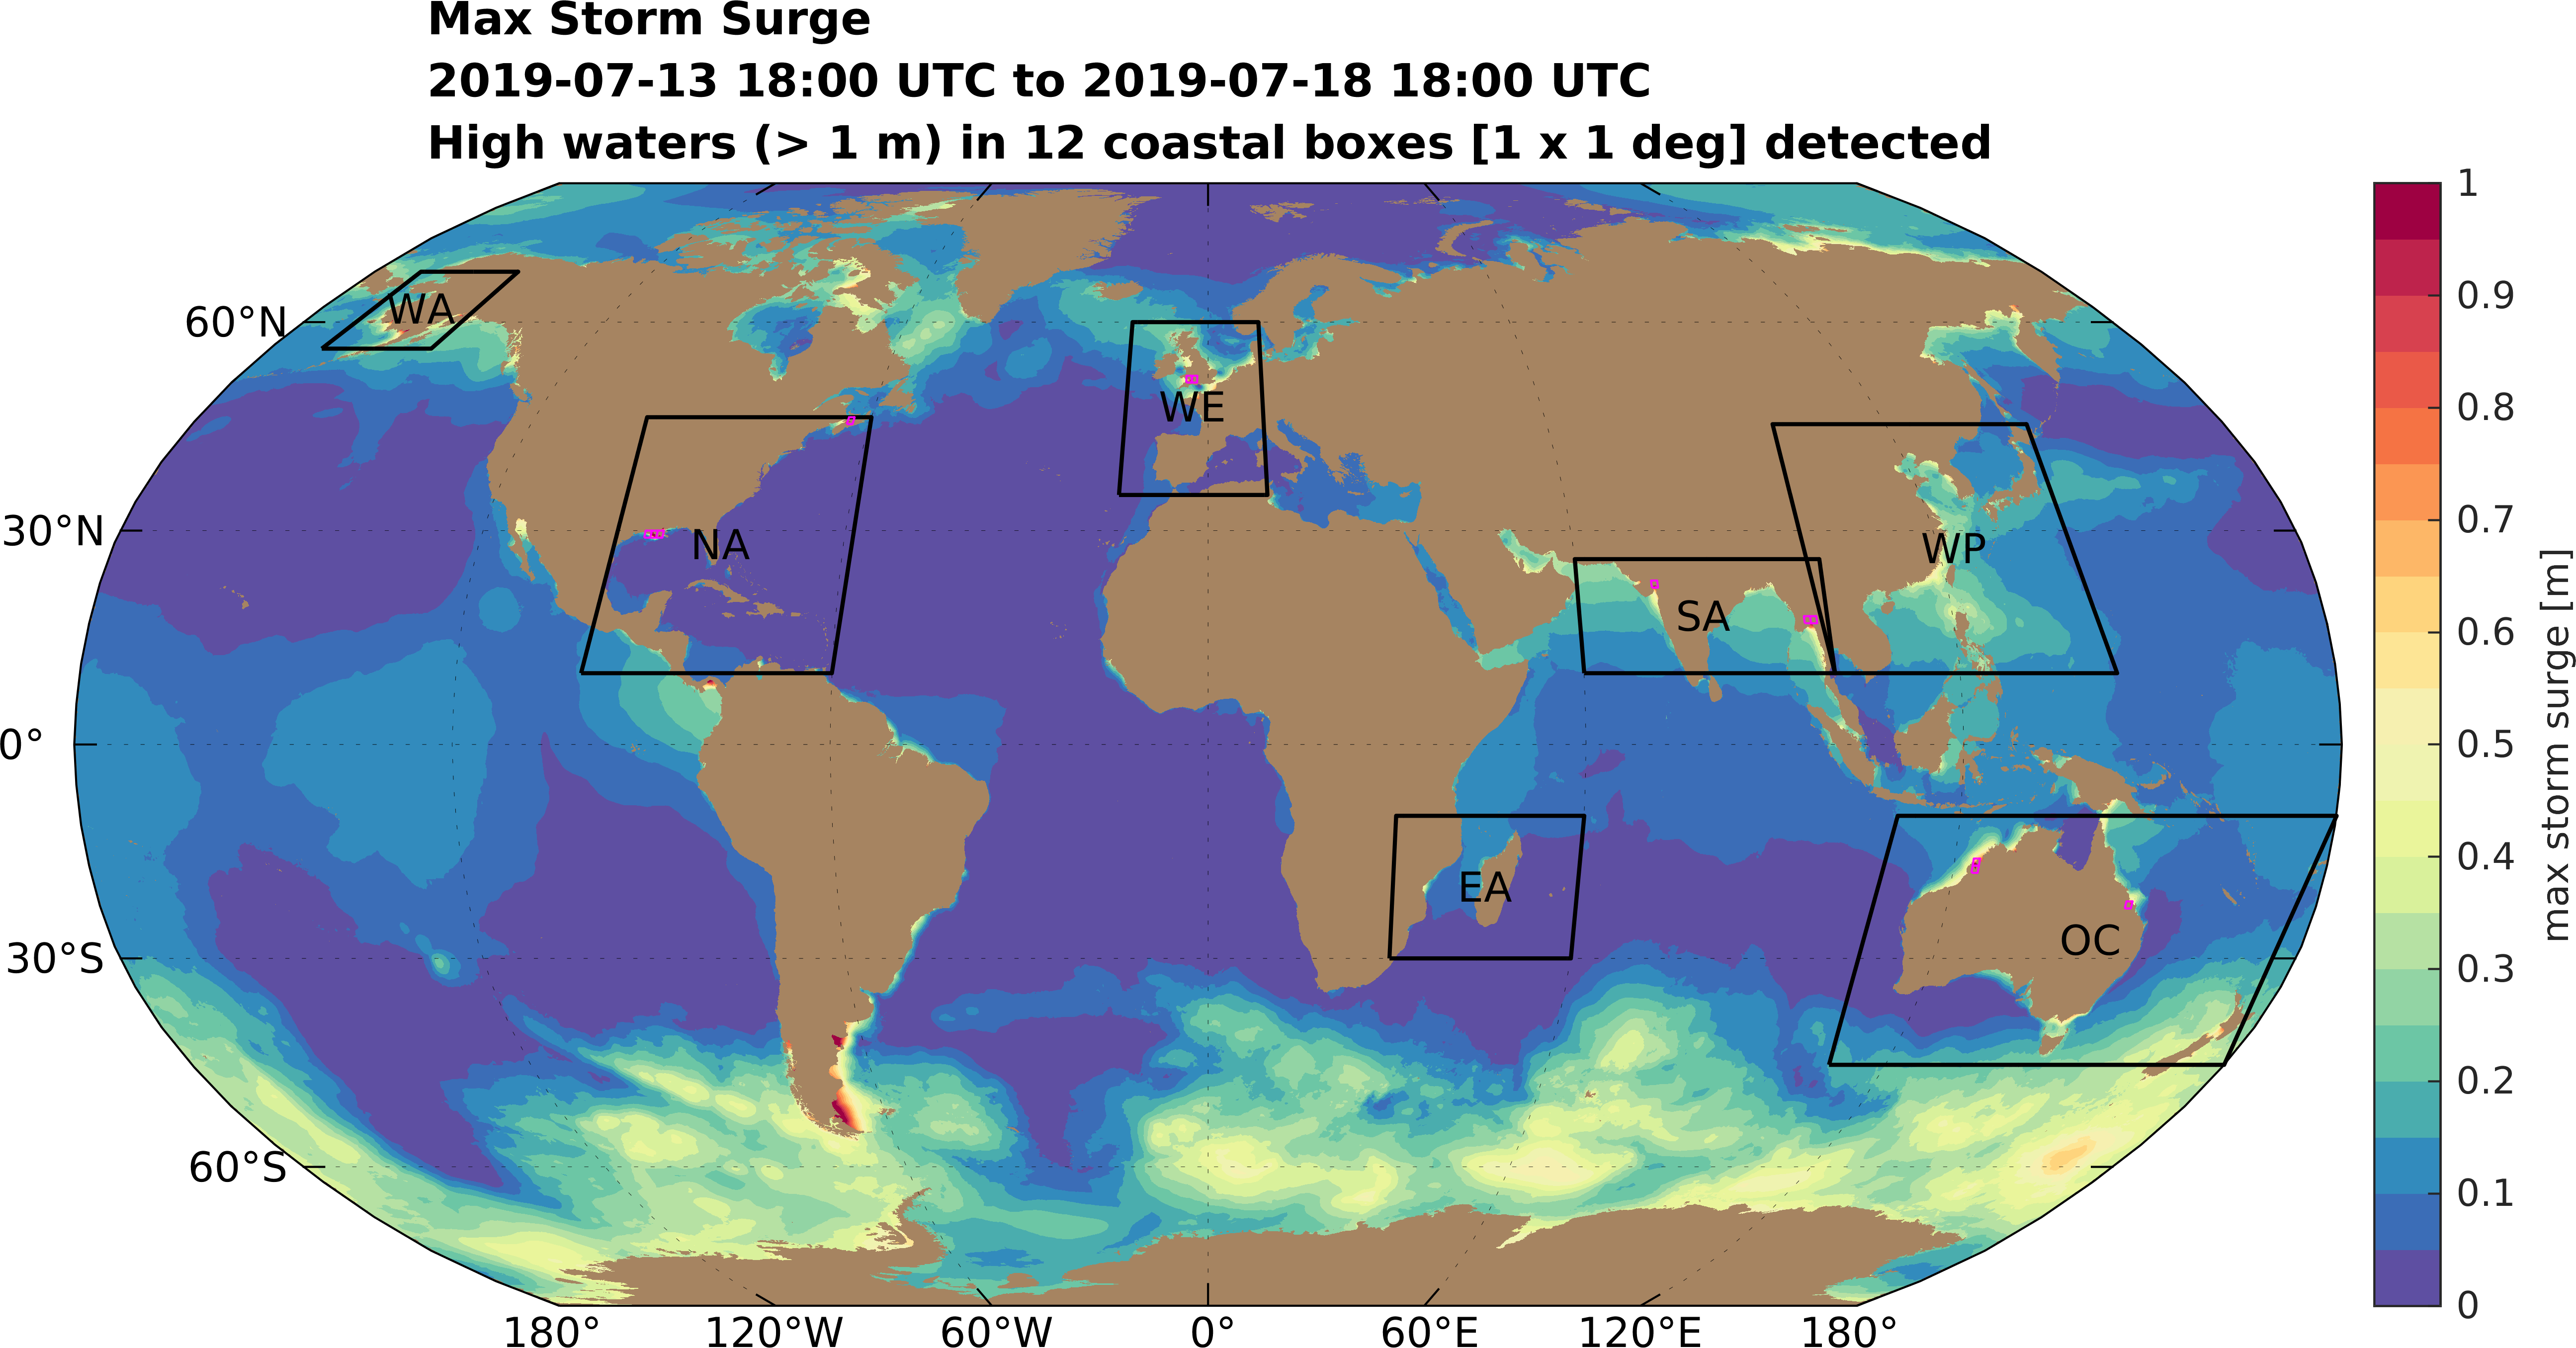 Max Storm Surge
2019-07-13 18:00 UTC to 2019-07-18 18:00 UTC
High waters (> 1 m) in 12 coastal boxes [1 x 1 deg] detected
60°N
30°N
0°
30°S
60°S
WA
NA
WE
SA
WP
EA
OC
180°
120°W
60°W
0°
60°E
120°E
180°
1
0.9
0.8
0.7
0.6
0.5
0.4
0.3
0.2
0.1
0
max storm surge [m]